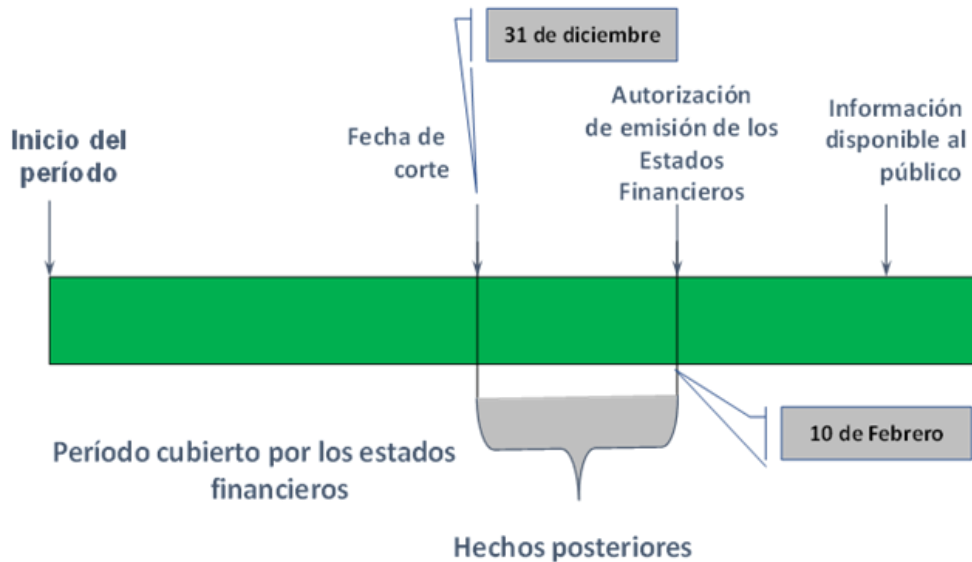 31 de diciembre
Inicio del
período
Fecha de
corte
Autorización
de emisión de los
Estados
Financieros
Información
disponible al
público
Período cubierto por los estados
financieros
10 de Febrero
Hechos posteriores